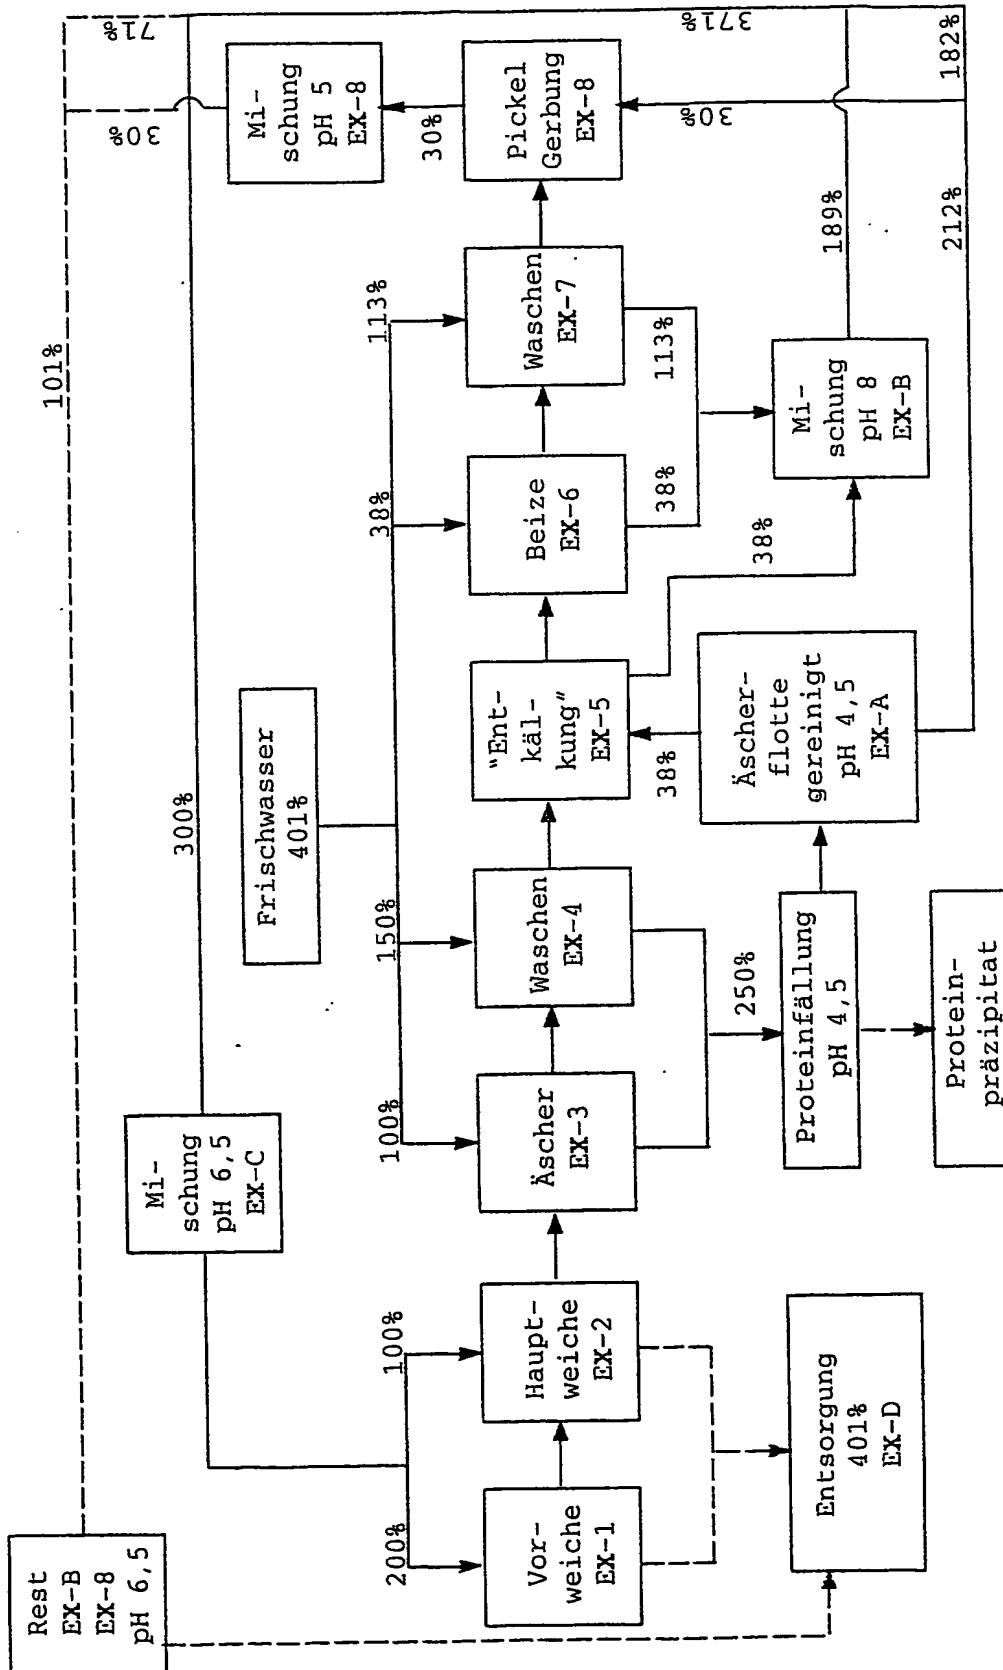 Rest
EX-B
EX-8
pH 6,5
101%
71%
30%
Mi-
schung
pH 6,5
EX-C
300%
371%
Frischwasser
401%
Mi-
schung
pH 5
EX-8
200%
100%
100%
150%
38%
113%
30%
Vor-
weiche
EX-1
Haupt-
weiche
EX-2
Äscher
EX-3
Waschen
EX-4
"Ent-
käl-
kung"
EX-5
Beize
EX-6
Waschen
EX-7
Pickel
Gerbung
EX-8
38%
38%
113%
30%
250%
38%
189%
Entsorgung
401%
EX-D
Proteinfällung
pH 4,5
Äscher-
flotte
gereinigt
pH 4,5
EX-A
Mi-
schung
pH 8
EX-B
212%
182%
Protein-
präzipitat